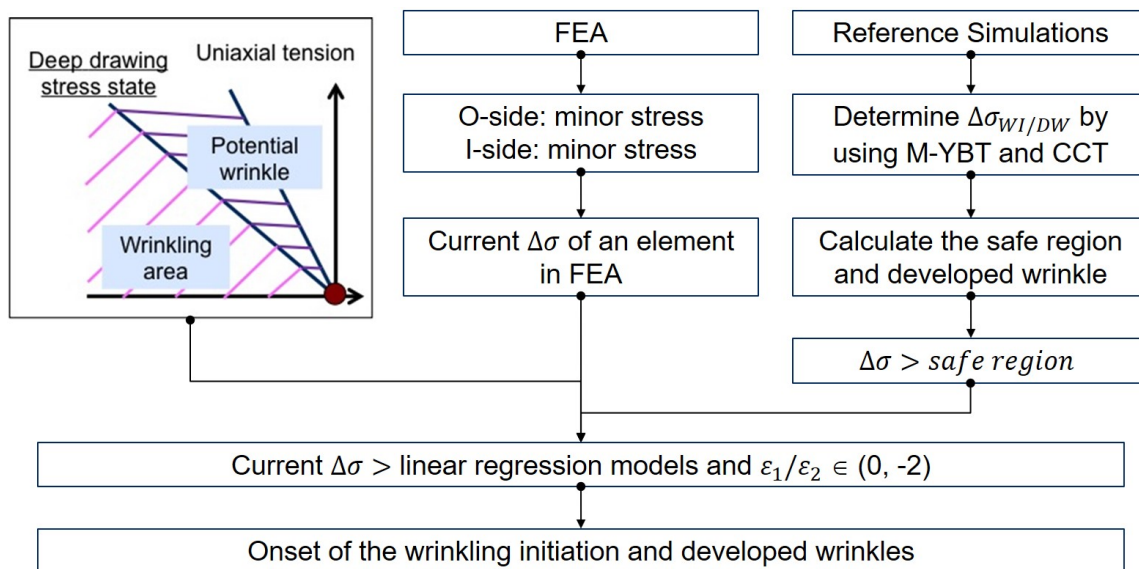 Deep drawing
stress state
Uniaxial tension
Potential
wrinkle
Wrinkling
area
FEA
O-side: minor stress
I-side: minor stress
Current Δσ of an element
in FEA
Reference Simulations
Determine Δσ_{WI/DW} by
using M-YBT and CCT
Calculate the safe region
and developed wrinkle
Δσ > safe region
Current Δσ > linear regression models and ε₁/ε₂ ∈ (0, -2)
Onset of the wrinkling initiation and developed wrinkles